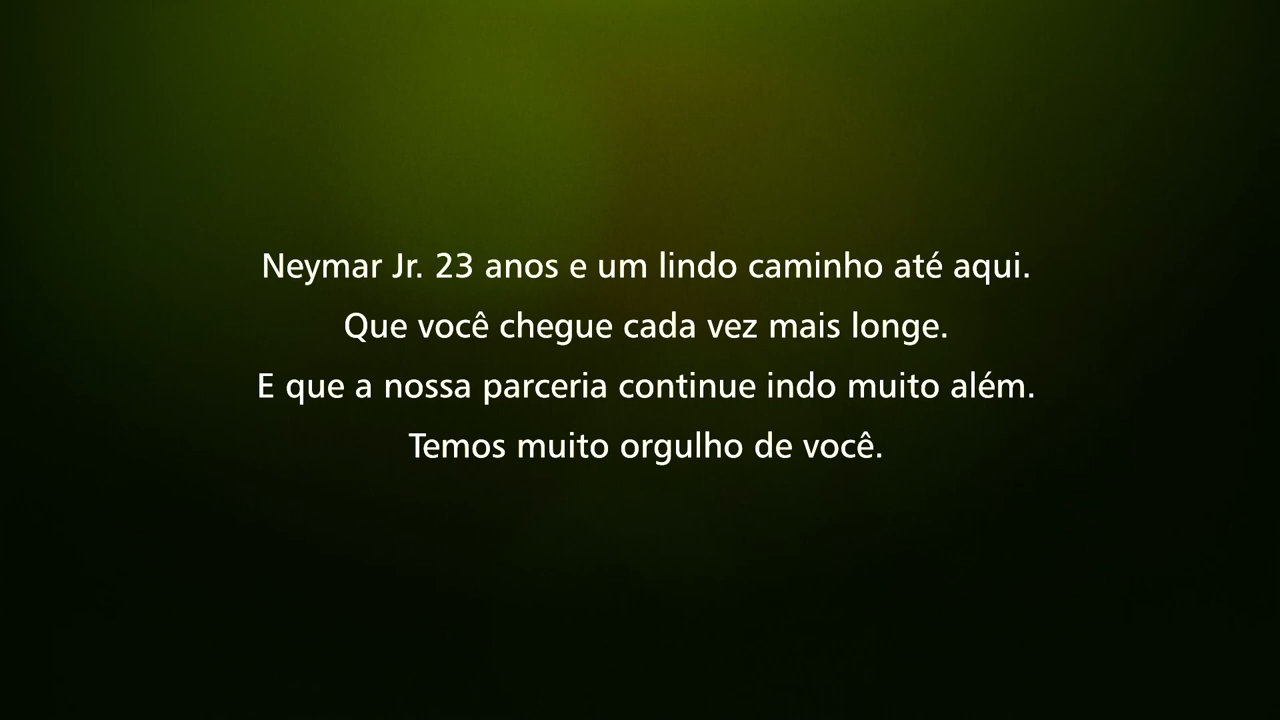 Neymar Jr. 23 anos e um lindo caminho até aqui.
Que você chegue cada vez mais longe.
E que a nossa parceria continue indo muito além.
Temos muito orgulho de você.